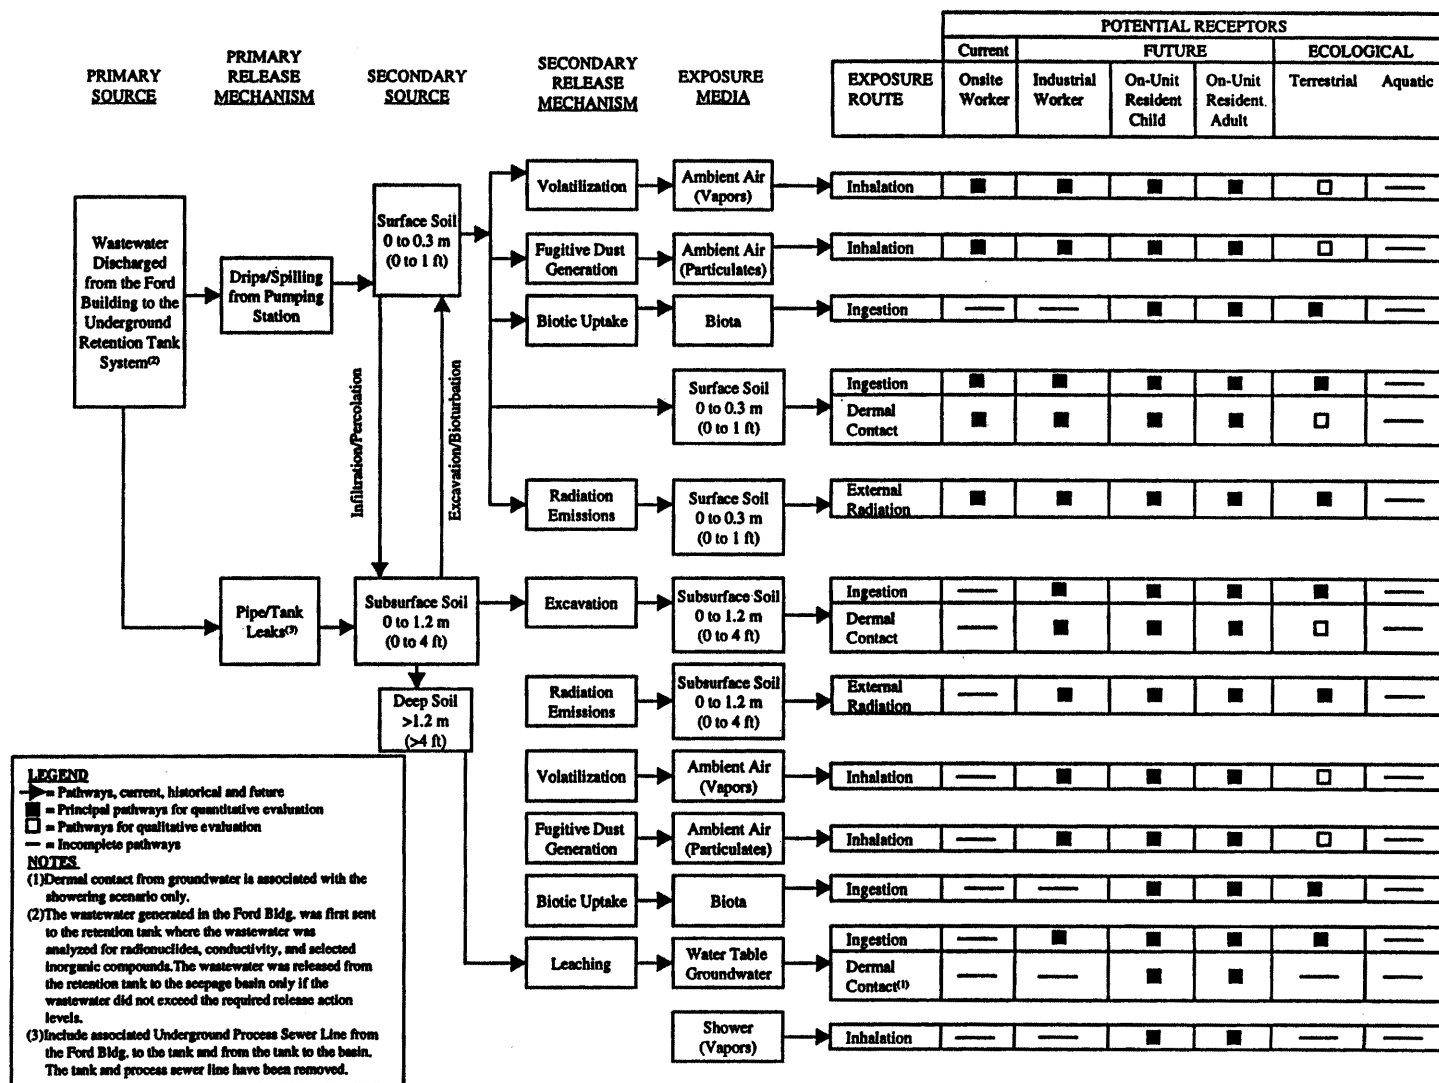 POTENTIAL RECEPTORS
Current
FUTURE
ECOLOGICAL
PRIMARY
SOURCE
PRIMARY
RELEASE
MECHANISM
SECONDARY
SOURCE
SECONDARY
RELEASE
MECHANISM
EXPOSURE
MEDIA
EXPOSURE
ROUTE
Onsite
Worker
Industrial
Worker
On-Unit
Resident
Child
On-Unit
Resident
Adult
Terrestrial
Aquatic
Wastewater
Discharged
from the Ford
Building to the
Underground
Retention Tank
System(2)
Drips/Spilling
from Pumping
Station
Surface Soil
0 to 0.3 m
(0 to 1 ft)
Infiltration/Percolation
Excavation/Bioturbation
Volatilization
Ambient Air
(Vapors)
Inhalation
Fugitive Dust
Generation
Ambient Air
(Particulates)
Inhalation
Biotic Uptake
Biota
Ingestion
Surface Soil
0 to 0.3 m
(0 to 1 ft)
Ingestion
Dermal
Contact
Radiation
Emissions
Surface Soil
0 to 0.3 m
(0 to 1 ft)
External
Radiation
Pipe/Tank
Leaks(3)
Subsurface Soil
0 to 1.2 m
(0 to 4 ft)
Excavation
Subsurface Soil
0 to 1.2 m
(0 to 4 ft)
Ingestion
Dermal
Contact
Deep Soil
>1.2 m
(>4 ft)
Radiation
Emissions
Subsurface Soil
0 to 1.2 m
(0 to 4 ft)
External
Radiation
Volatilization
Ambient Air
(Vapors)
Inhalation
Fugitive Dust
Generation
Ambient Air
(Particulates)
Inhalation
Biotic Uptake
Biota
Ingestion
Leaching
Water Table
Groundwater
Ingestion
Dermal
Contact(1)
Shower
(Vapors)
Inhalation
LEGEND
= Pathways, current, historical and future
= Principal pathways for quantitative evaluation
= Pathways for qualitative evaluation
= Incomplete pathways
NOTES
(1)Dermal contact from groundwater is associated with the
showering scenario only.
(2)The wastewater generated in the Ford Bldg. was first sent
to the retention tank where the wastewater was
analyzed for radionuclides, conductivity, and selected
inorganic compounds.The wastewater was released from
the retention tank to the seepage basin only if the
wastewater did not exceed the required release action
levels.
(3)Include associated Underground Process Sewer Line from
the Ford Bldg. to the tank and from the tank to the basin.
The tank and process sewer line have been removed.